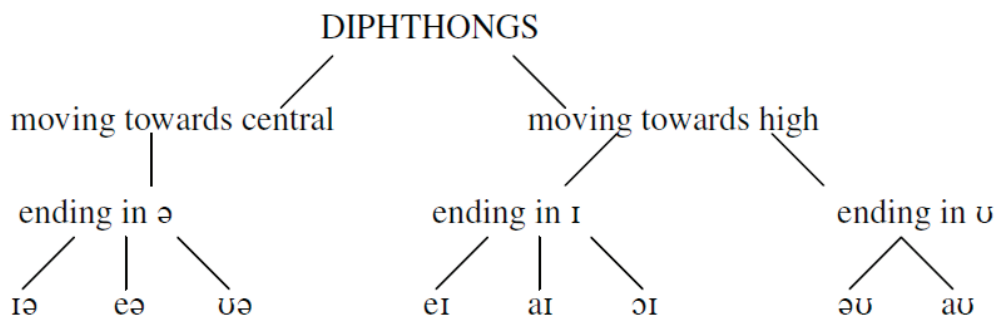 DIPHTHONGS
moving towards central moving towards high
ending in ə ending in ɪ ending in ʊ
ɪə eə ʊə eɪ aɪ ɔɪ əʊ aʊ